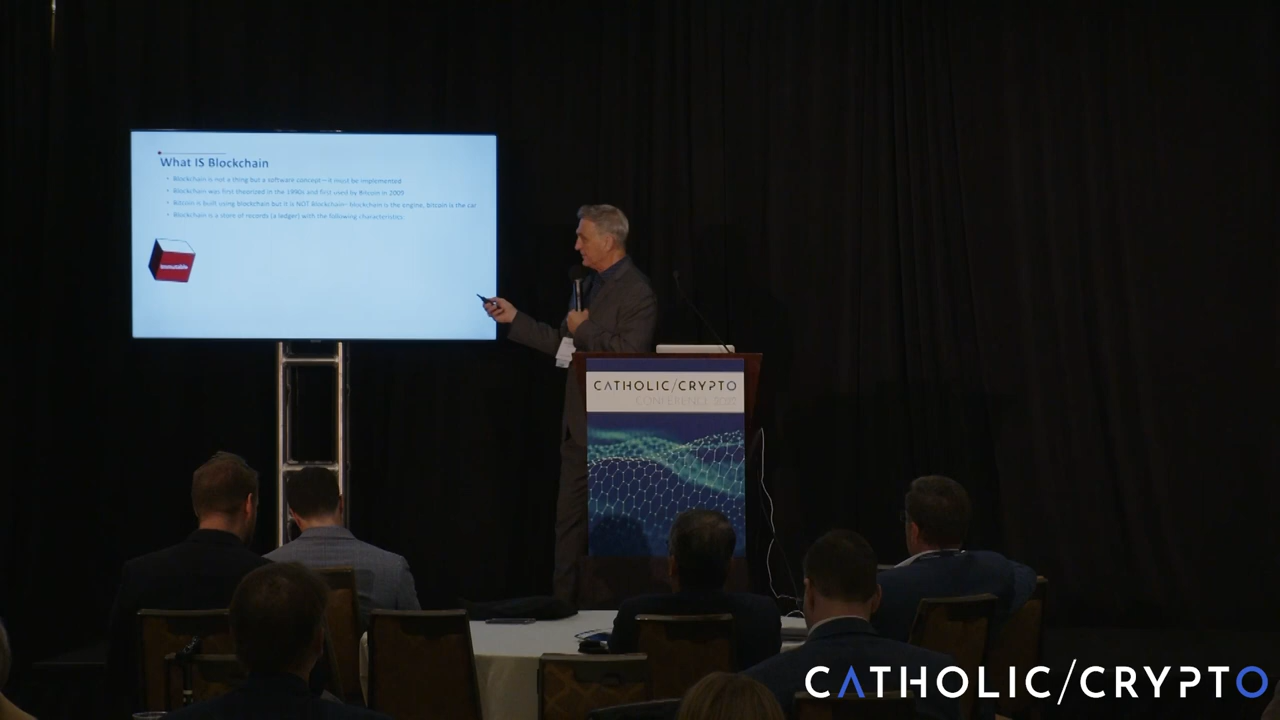 What IS Blockchain
• Blockchain is not a thing but a software concept—it must be implemented
• Blockchain was first theorized in the 1990s and first used by Bitcoin in 2009
• Bitcoin is built using blockchain but it is NOT Blockchain– blockchain is the engine, bitcoin is the car
• Blockchain is a store of records (a ledger) with the following characteristics:
Immutable
CATHOLIC/CRYPTO
CONFERENCE 2022
CATHOLIC/CRYPTO